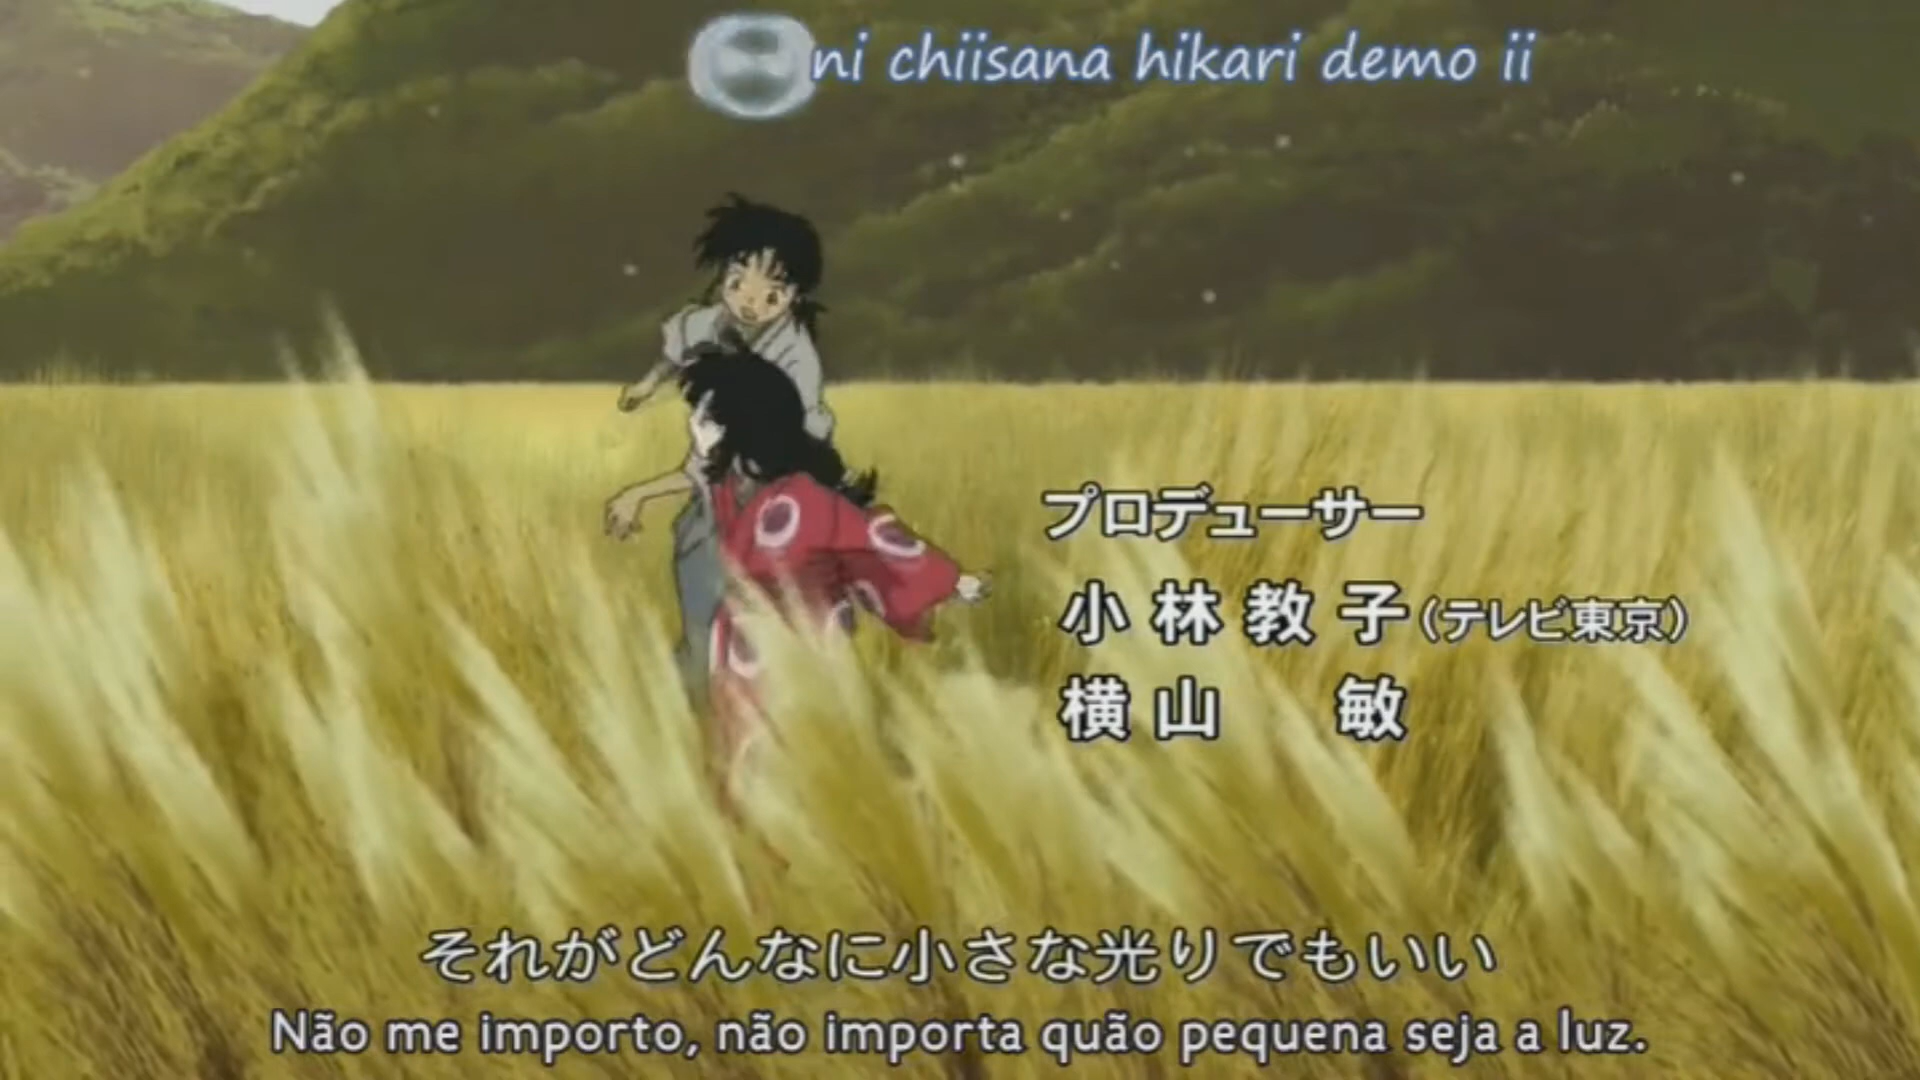 ni chiisana hikari demo ii
プロデューサー
小林教子(テレビ東京)
横山 敏
それがどんなに小さな光りでもいい
Não me importo, não importa quão pequena seja a luz.